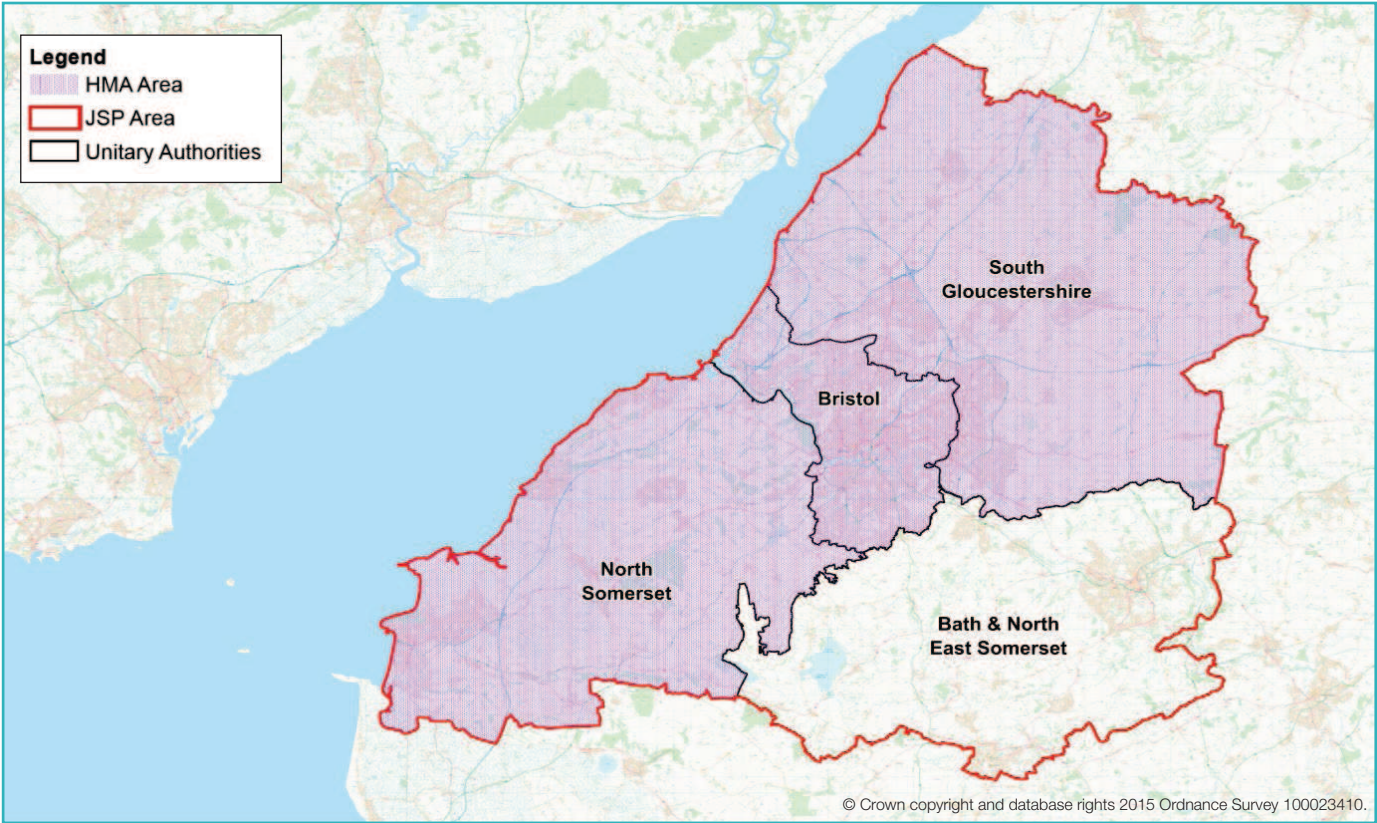 Legend
HMA Area
JSP Area
Unitary Authorities
South
Gloucestershire
Bristol
North
Somerset
Bath & North
East Somerset
© Crown copyright and database rights 2015 Ordnance Survey 100023410.